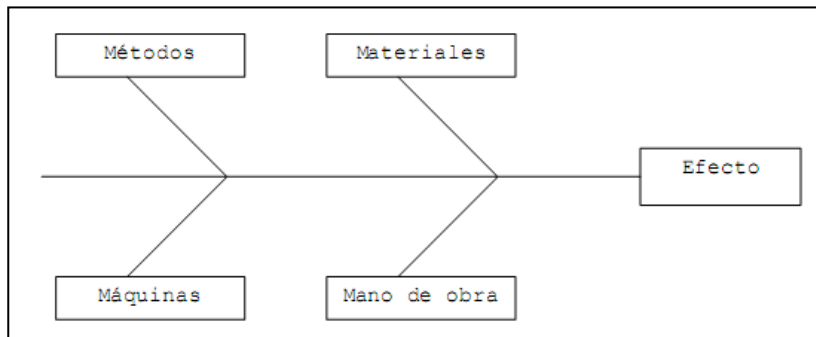 Métodos
Materiales
Efecto
Máquinas
Mano de obra